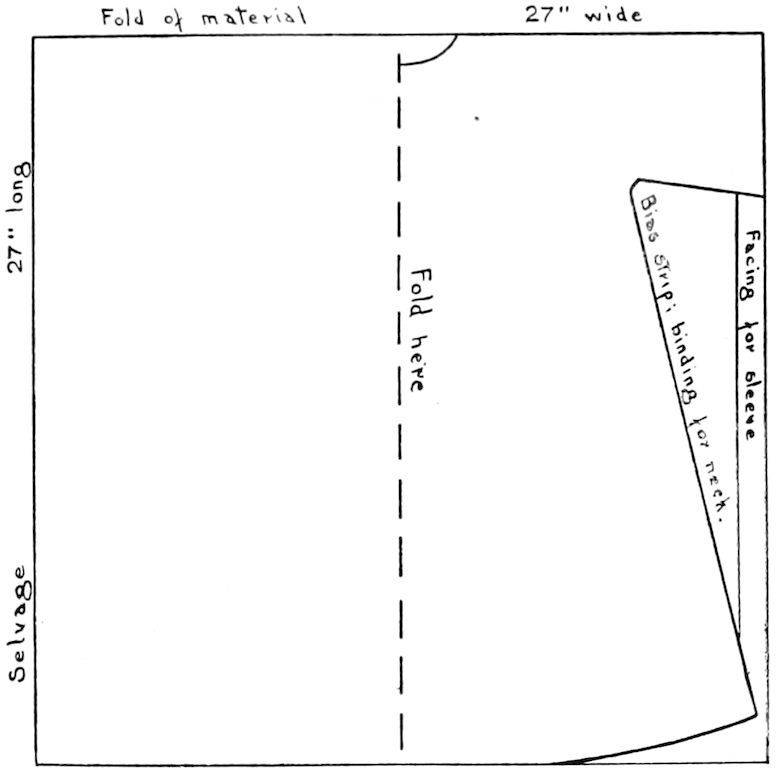 Fold of material
27" wide
27" long
Selvage
Fold here
Bias strip; binding for neck.
Facing for sleeve